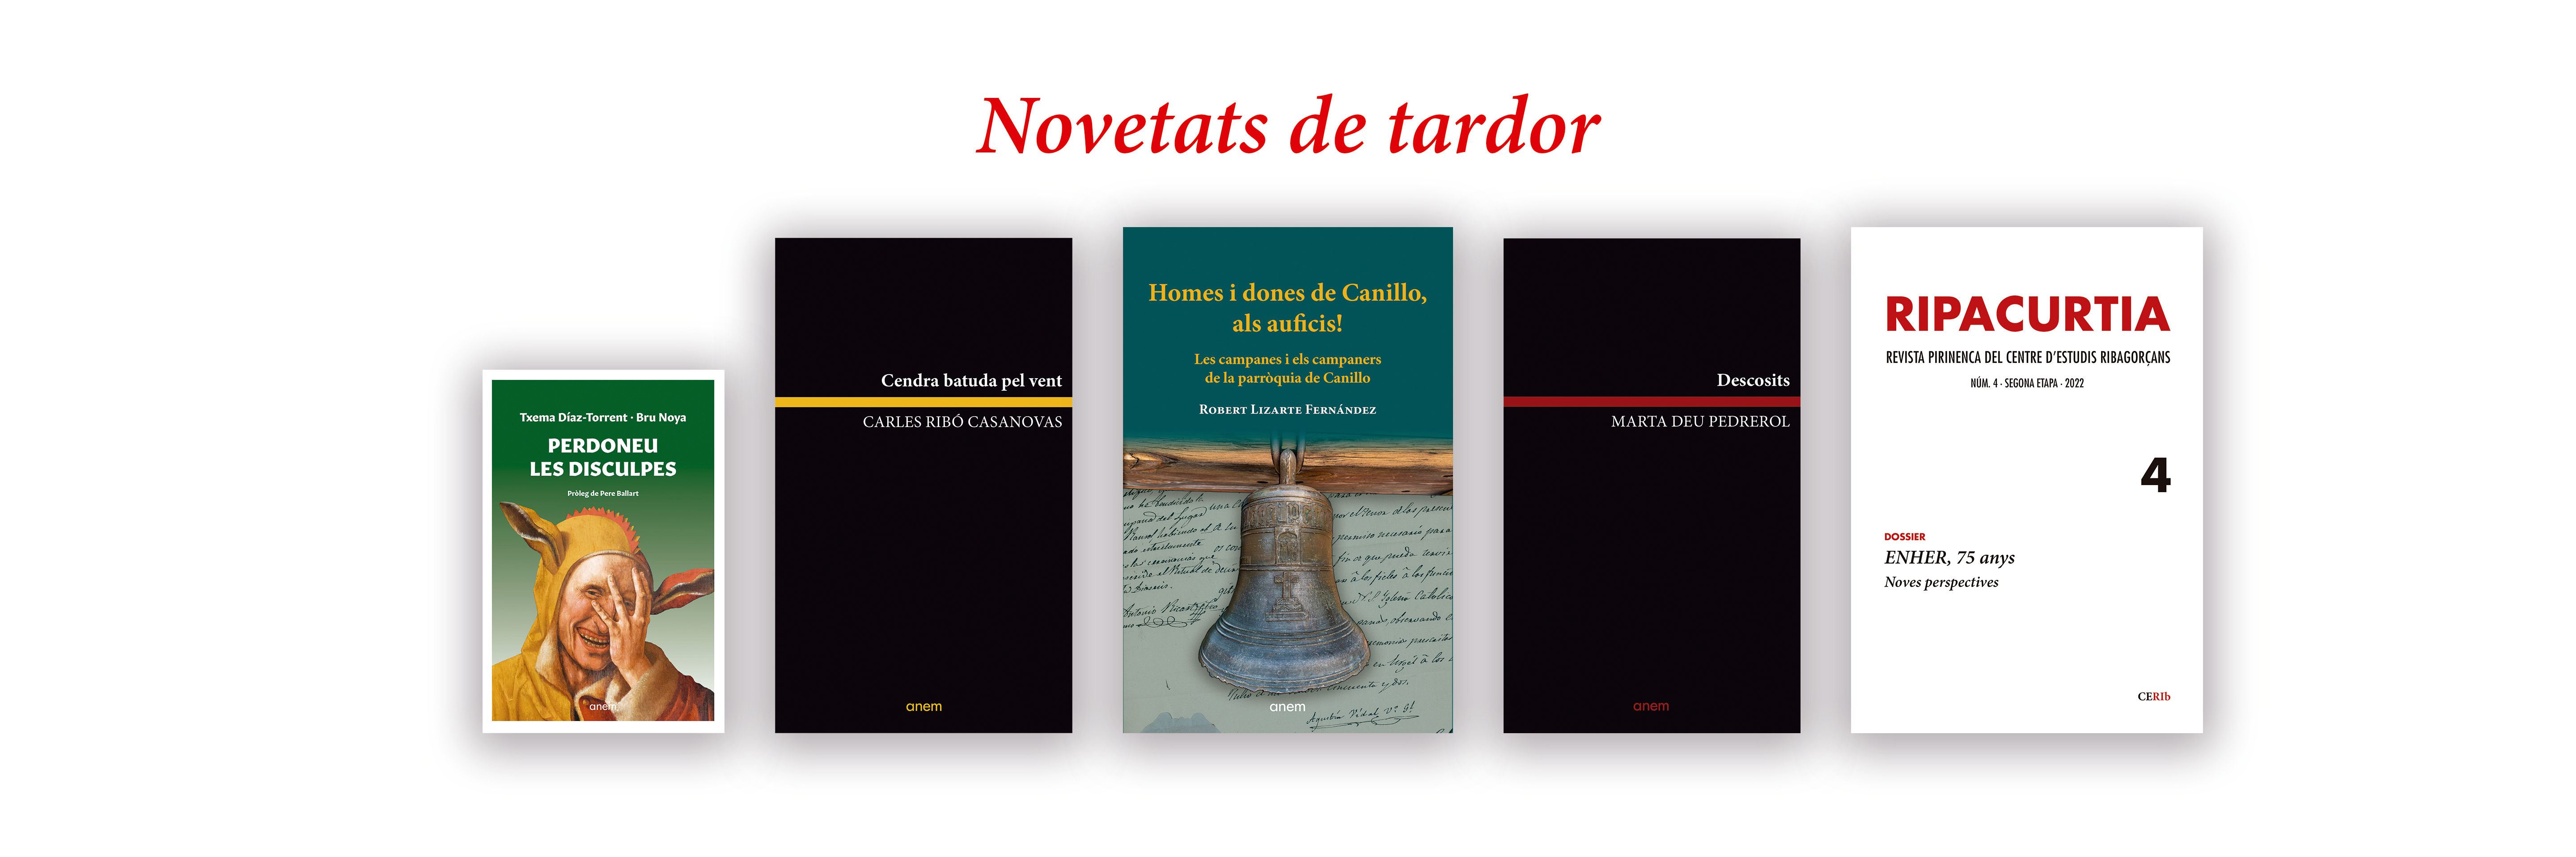 Novetats de tardor
Txema Díaz-Torrent · Bru Noya
PERDONEU
LES DISCULPES
Pròleg de Pere Ballart
anem
Cendra batuda pel vent
CARLES RIBÓ CASANOVAS
anem
Homes i dones de Canillo,
als auficis!
Les campanes i els campaners
de la parròquia de Canillo
ROBERT LIZARTE FERNÁNDEZ
anem
Descosits
MARTA DEU PEDREROL
anem
RIPACURTIA
REVISTA PIRINENCA DEL CENTRE D'ESTUDIS RIBAGORÇANS
NÚM. 4 · SEGONA ETAPA · 2022
4
DOSSIER
ENHER, 75 anys
Noves perspectives
CERIb